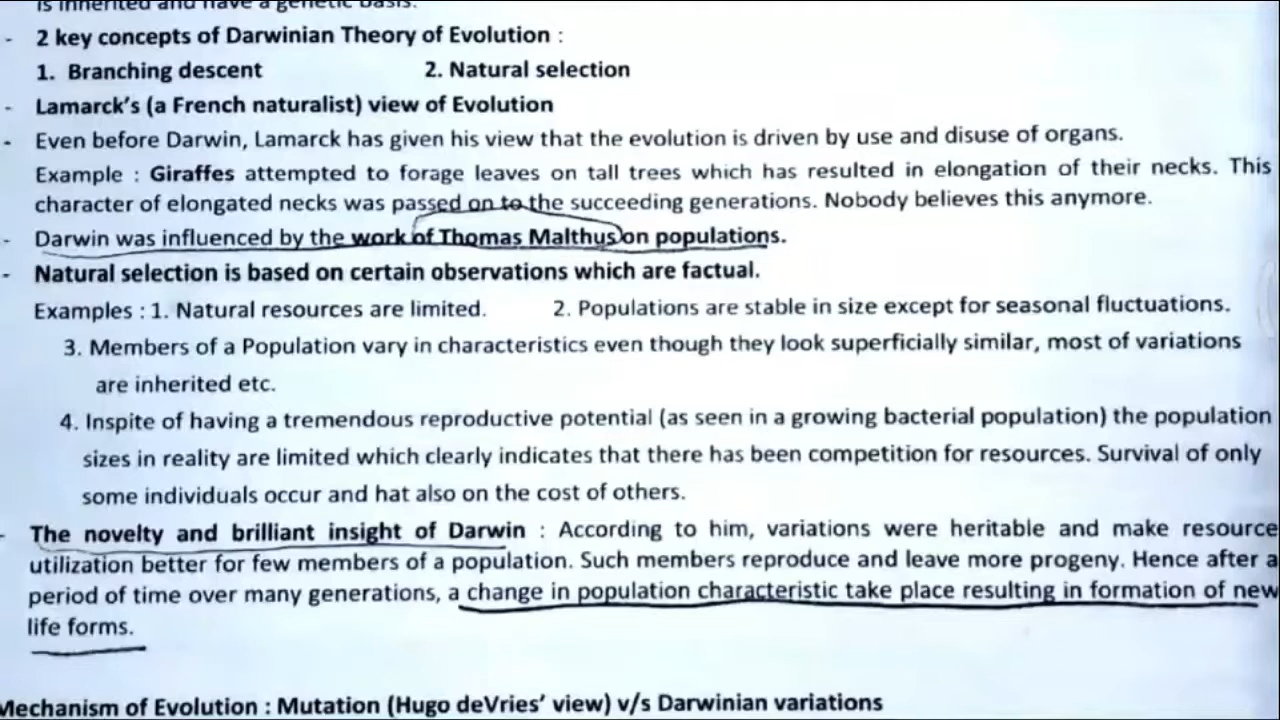 is inherited and have a genetic basis.
- 2 key concepts of Darwinian Theory of Evolution :
1. Branching descent 2. Natural selection
- Lamarck's (a French naturalist) view of Evolution
- Even before Darwin, Lamarck has given his view that the evolution is driven by use and disuse of organs.
Example : Giraffes attempted to forage leaves on tall trees which has resulted in elongation of their necks. This
character of elongated necks was passed on to the succeeding generations. Nobody believes this anymore.
- Darwin was influenced by the work of Thomas Malthus on populations.
- Natural selection is based on certain observations which are factual.
Examples : 1. Natural resources are limited. 2. Populations are stable in size except for seasonal fluctuations.
3. Members of a Population vary in characteristics even though they look superficially similar, most of variations
are inherited etc.
4. Inspite of having a tremendous reproductive potential (as seen in a growing bacterial population) the population
sizes in reality are limited which clearly indicates that there has been competition for resources. Survival of only
some individuals occur and hat also on the cost of others.
- The novelty and brilliant insight of Darwin : According to him, variations were heritable and make resource
utilization better for few members of a population. Such members reproduce and leave more progeny. Hence after a
period of time over many generations, a change in population characteristic take place resulting in formation of new
life forms.
Mechanism of Evolution : Mutation (Hugo deVries' view) v/s Darwinian variations